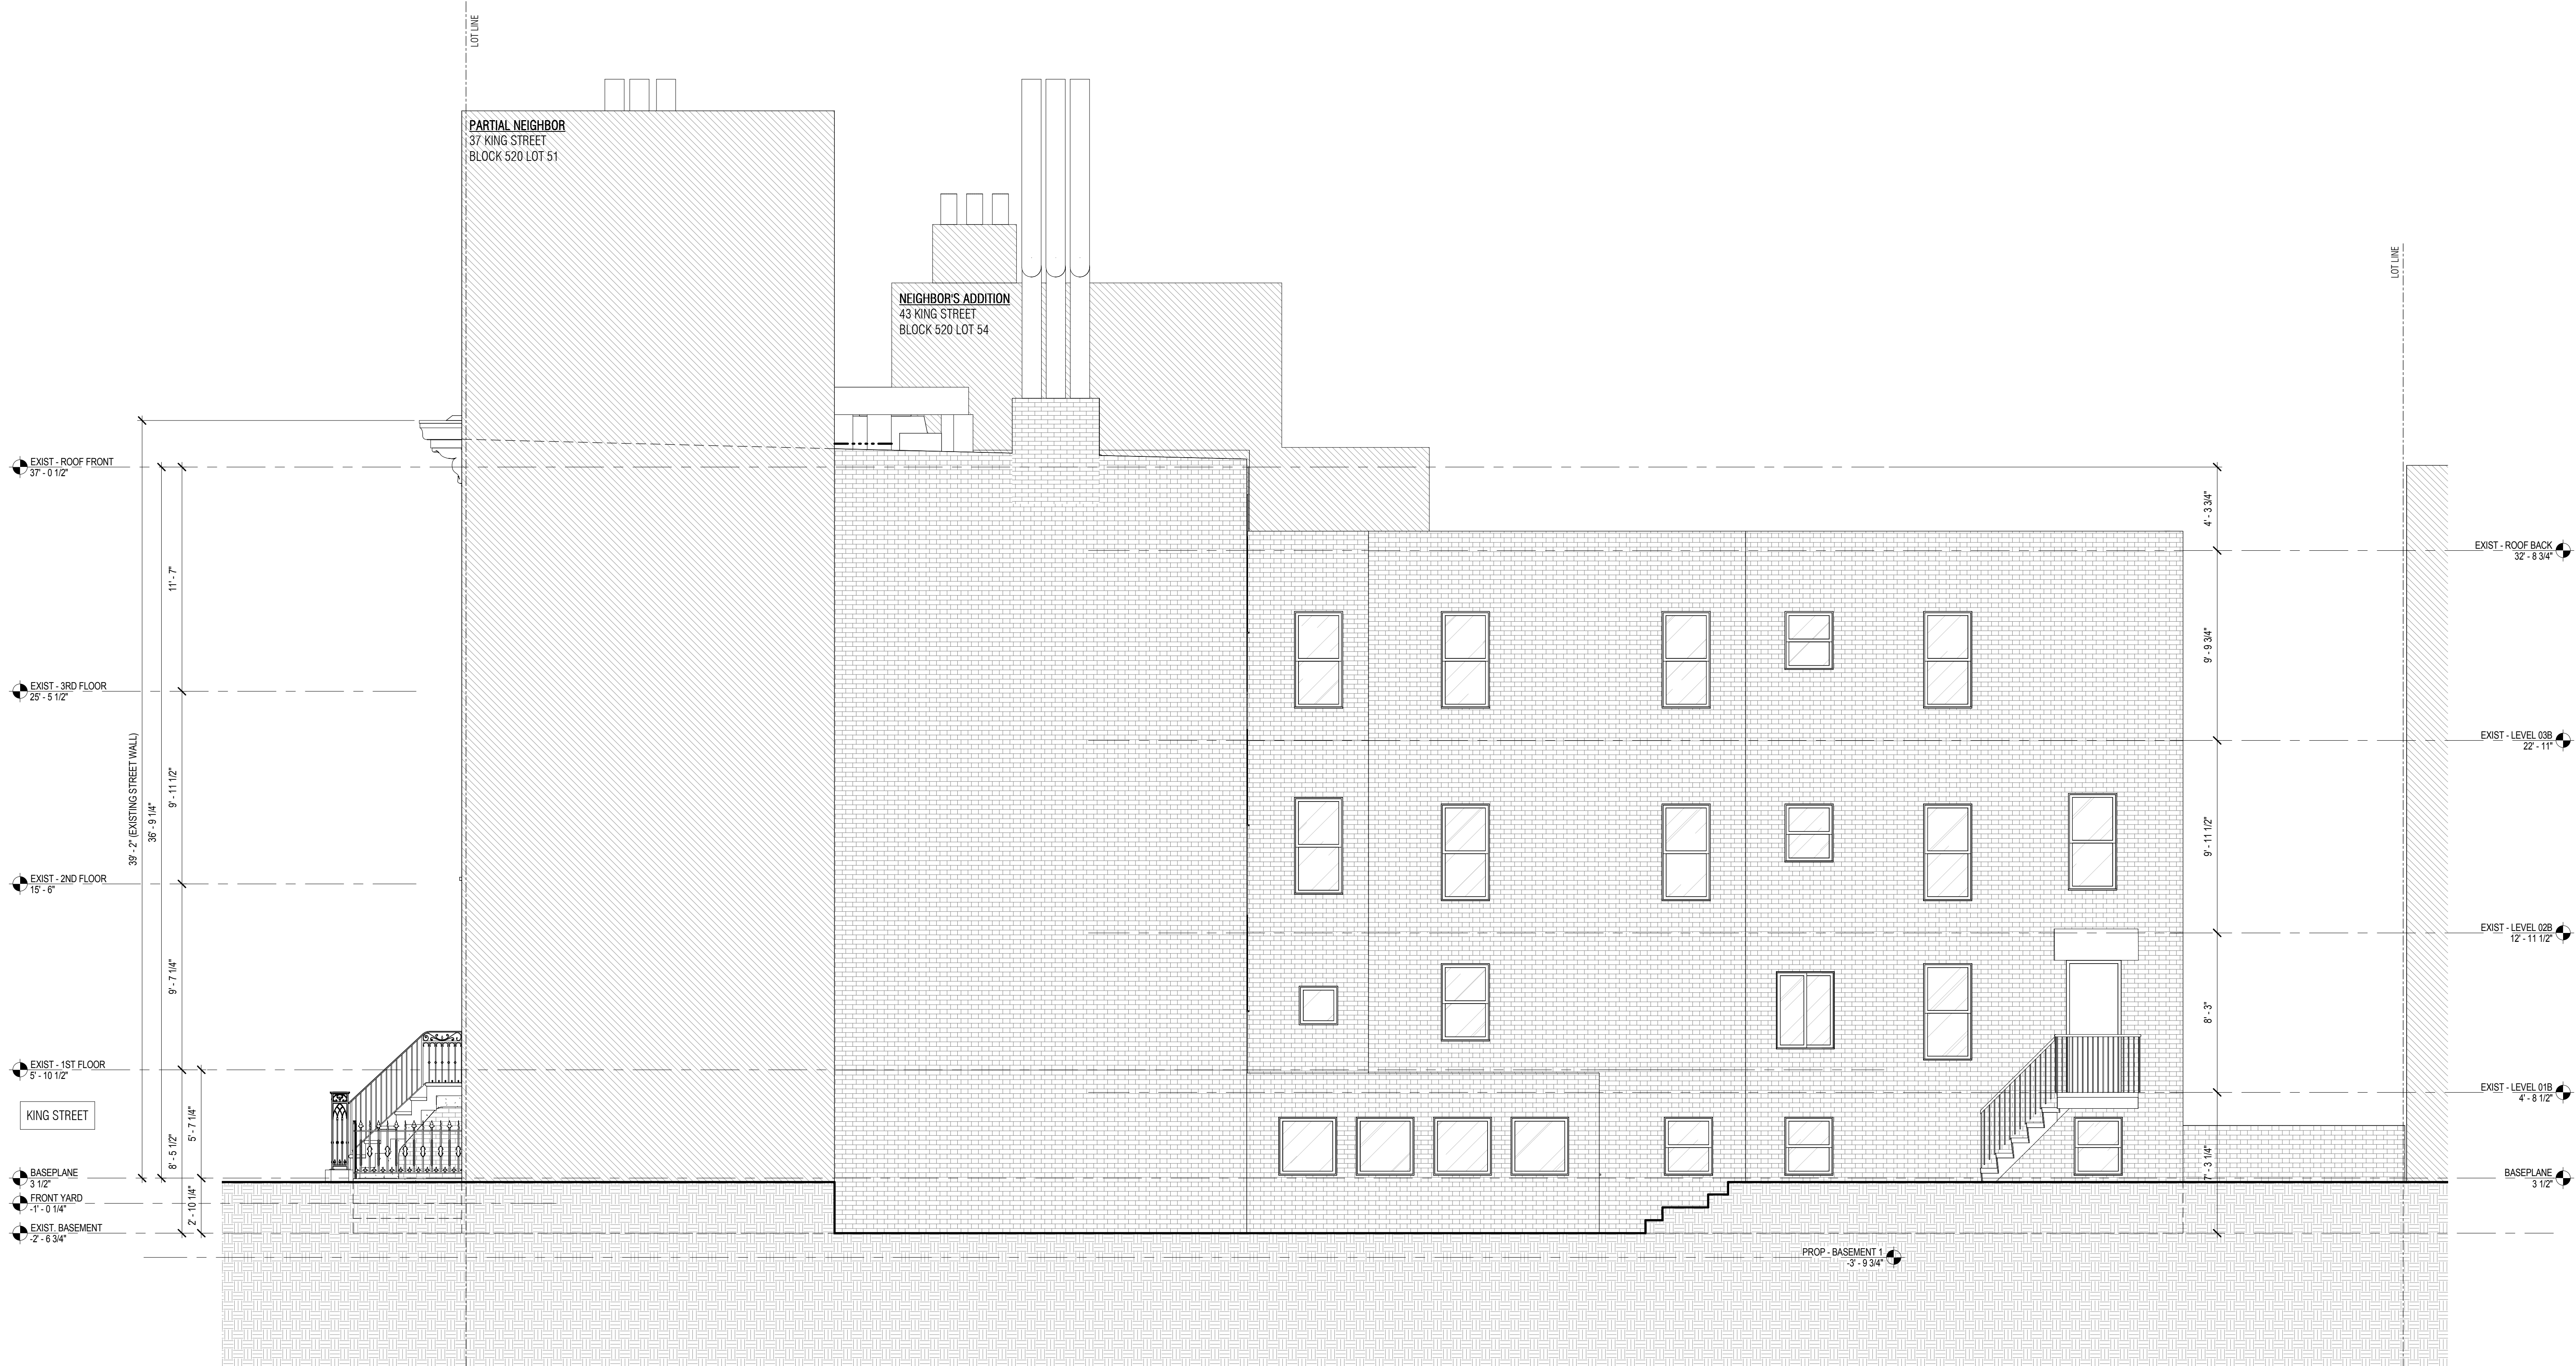 LOT LINE
PARTIAL NEIGHBOR
37 KING STREET
BLOCK 520 LOT 51
NEIGHBOR'S ADDITION
43 KING STREET
BLOCK 520 LOT 54
LOT LINE
EXIST - ROOF FRONT
37' - 0 1/2"
EXIST - 3RD FLOOR
25' - 5 1/2"
EXIST - 2ND FLOOR
15' - 6"
EXIST - 1ST FLOOR
5' - 10 1/2"
KING STREET
BASEPLANE
3 1/2"
FRONT YARD
-1' - 0 1/4"
EXIST. BASEMENT
-2' - 6 3/4"
39' - 2" (EXISTING STREET WALL)
36' - 9 1/4"
11' - 7"
9' - 11 1/2"
9' - 7 1/4"
8' - 5 1/2"
5' - 7 1/4"
2' - 10 1/4"
4' - 3 3/4"
9' - 9 3/4"
9' - 11 1/2"
8' - 3"
7' - 3 1/4"
EXIST - ROOF BACK
32' - 8 3/4"
EXIST - LEVEL 03B
22' - 11"
EXIST - LEVEL 02B
12' - 11 1/2"
EXIST - LEVEL 01B
4' - 8 1/2"
BASEPLANE
3 1/2"
PROP - BASEMENT 1
-3' - 9 3/4"